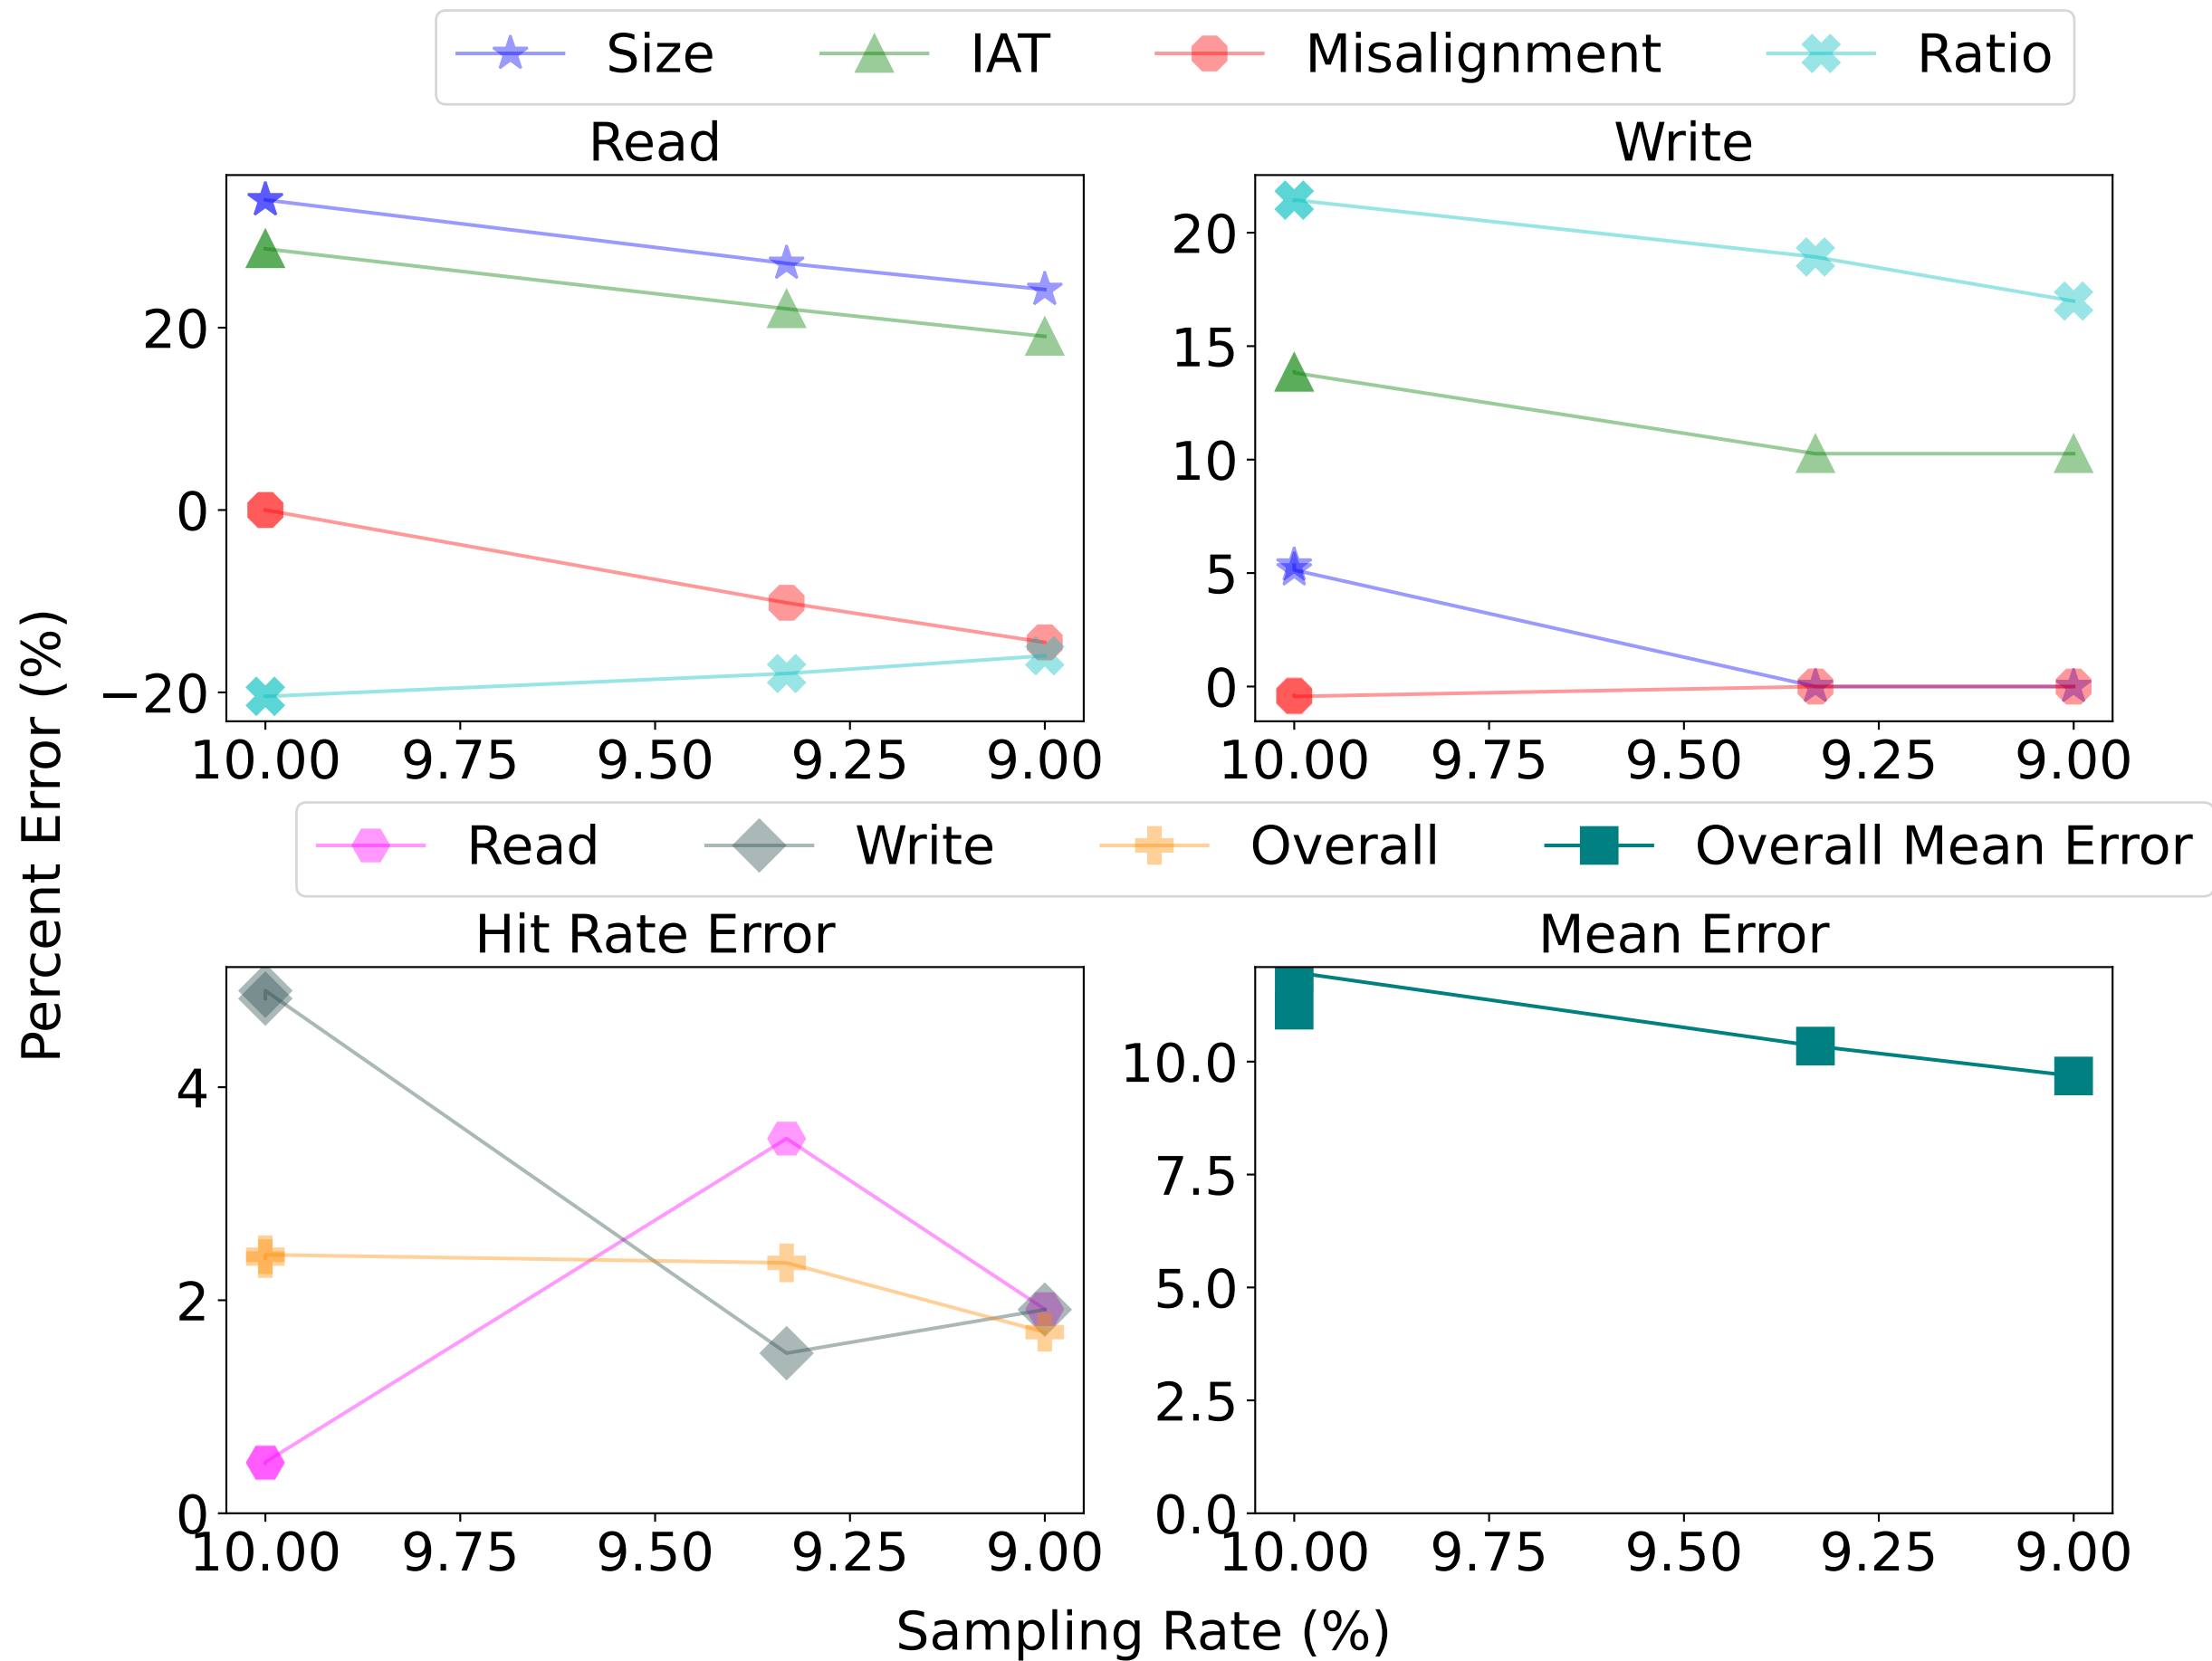 Size IAT Misalignment Ratio
Read Write
20
0
−20
10.00 9.75 9.50 9.25 9.00
20
15
10
5
0
10.00 9.75 9.50 9.25 9.00
Percent Error (%)
Read Write Overall Overall Mean Error
Hit Rate Error Mean Error
4
2
0
10.00 9.75 9.50 9.25 9.00
10.0
7.5
5.0
2.5
0.0
10.00 9.75 9.50 9.25 9.00
Sampling Rate (%)